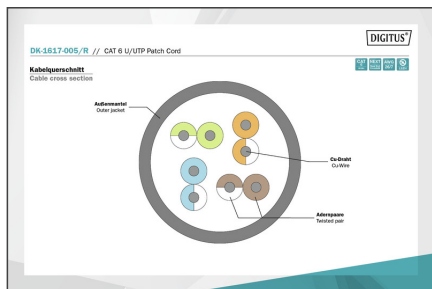 DIGITUS®
DK-1617-005/R // CAT 6 U/UTP Patch Cord
Kabelquerschnitt
Cable cross section
Außenmantel
Outer jacket
Cu-Draht
Cu-Wire
Adernpaare
Twisted pair